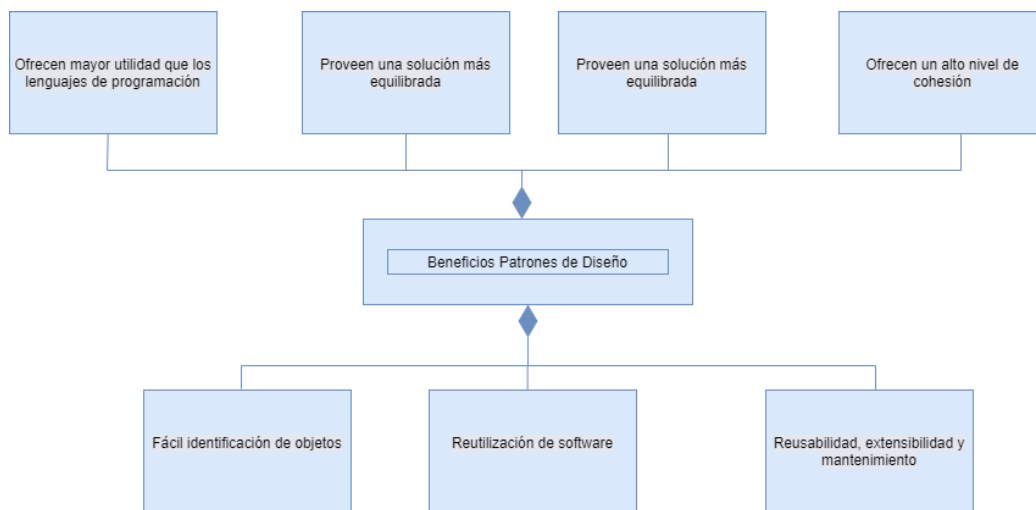 Ofrecen mayor utilidad que los
lenguajes de programación
Proveen una solución más
equilibrada
Proveen una solución más
equilibrada
Ofrecen un alto nivel de
cohesión
Beneficios Patrones de Diseño
Fácil identificación de objetos
Reutilización de software
Reusabilidad, extensibilidad y
mantenimiento